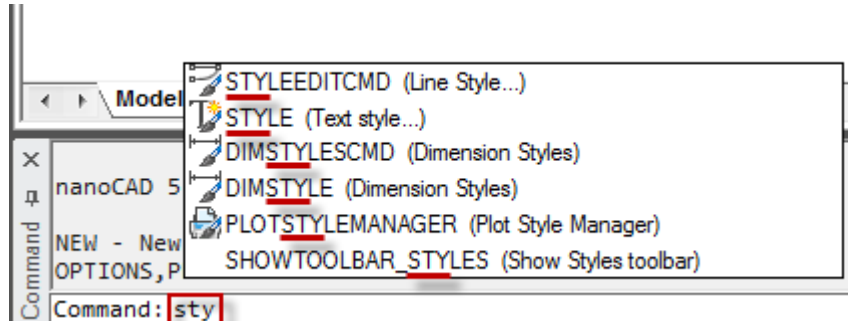 Model
STYLEEDITCMD (Line Style...)
STYLE (Text style...)
DIMSTYLESCMD (Dimension Styles)
DIMSTYLE (Dimension Styles)
PLOTSTYLEMANAGER (Plot Style Manager)
SHOWTOOLBAR_STYLES (Show Styles toolbar)
Command
nanoCAD 5
NEW - New
OPTIONS,P
Command: sty